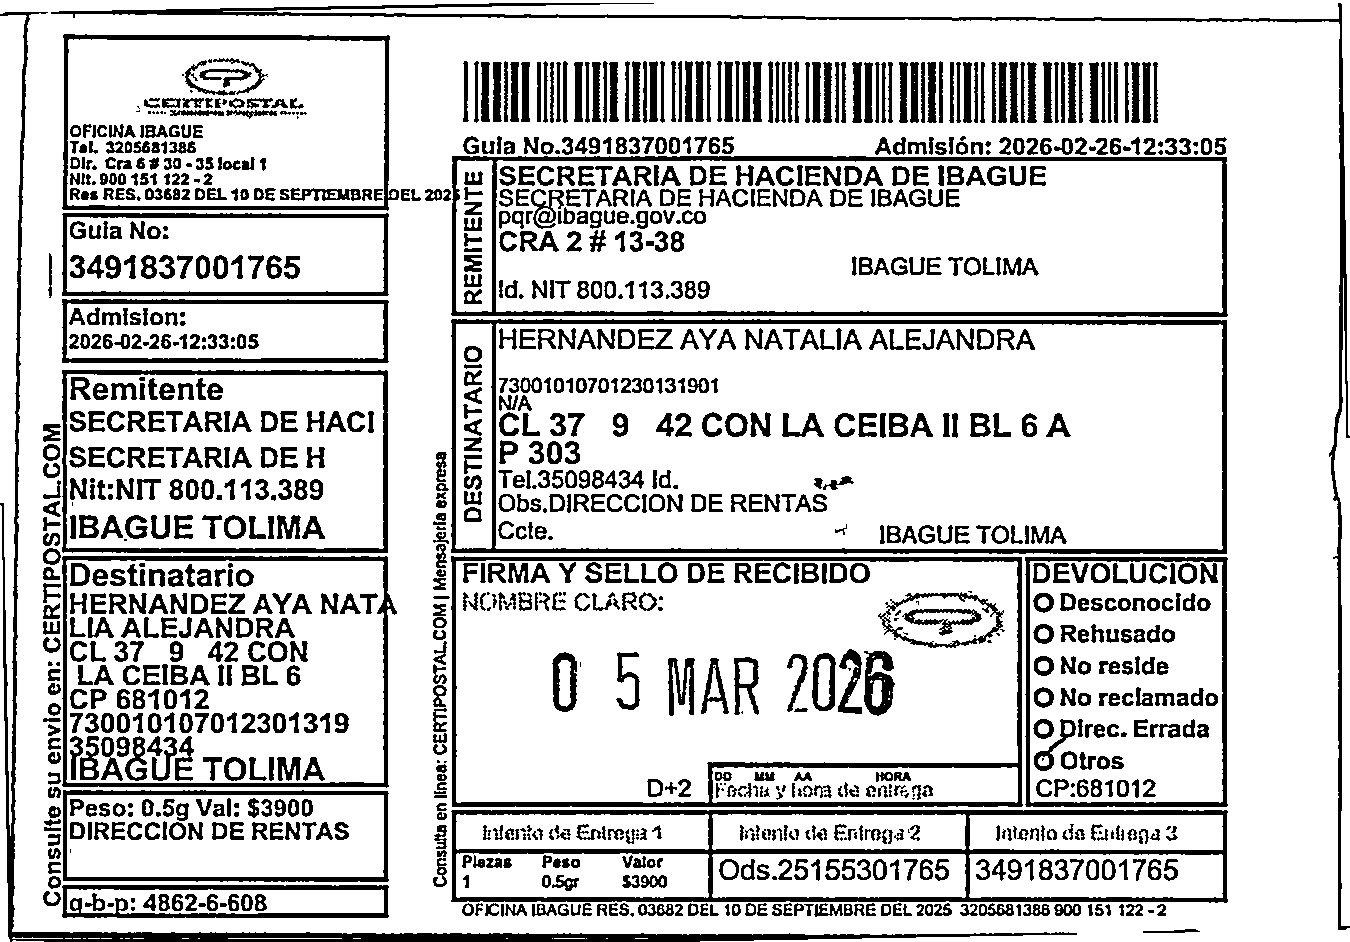 CERTIPOSTAL
OFICINA IBAGUE
Tel. 3205681386
Dir. Cra 6 # 30 - 35 local 1
Nit. 900 151 122 - 2
Res RES. 03682 DEL 10 DE SEPTIEMBRE DEL 2025
Guia No:
3491837001765
Admision:
2026-02-26-12:33:05
Remitente
SECRETARIA DE HACI
SECRETARIA DE H
Nit:NIT 800.113.389
IBAGUE TOLIMA
Destinatario
HERNANDEZ AYA NATA
LIA ALEJANDRA
CL 37 9 42 CON
LA CEIBA II BL 6
CP 681012
730010107012301319
35098434
IBAGUE TOLIMA
Peso: 0.5g Val: $3900
DIRECCION DE RENTAS
q-b-p: 4862-6-608
Consulte su envio en: CERTIPOSTAL.COM
Guia No.3491837001765 Admisión: 2026-02-26-12:33:05
REMITENTE
SECRETARIA DE HACIENDA DE IBAGUE
SECRETARIA DE HACIENDA DE IBAGUE
pqr@ibague.gov.co
CRA 2 # 13-38
IBAGUE TOLIMA
Id. NIT 800.113.389
DESTINATARIO
HERNANDEZ AYA NATALIA ALEJANDRA
73001010701230131901
N/A
CL 37 9 42 CON LA CEIBA II BL 6 A
P 303
Tel.35098434 Id.
Obs.DIRECCION DE RENTAS
Ccte. IBAGUE TOLIMA
Consulta en linea: CERTIPOSTAL.COM | Mensajeria expresa
FIRMA Y SELLO DE RECIBIDO
NOMBRE CLARO:
0 5 MAR 2026
D+2
DD MM AA HORA
Fecha y hora de entrega
DEVOLUCIÓN
Desconocido
Rehusado
No reside
No reclamado
Direc. Errada
Otros
CP:681012
Intento de Entrega 1 Intento de Entrega 2 Intento de Entrega 3
Piezas Peso Valor
1 0.5gr $3900
Ods.25155301765 3491837001765
OFICINA IBAGUE RES. 03682 DEL 10 DE SEPTIEMBRE DEL 2025 3205681386 900 151 122 - 2